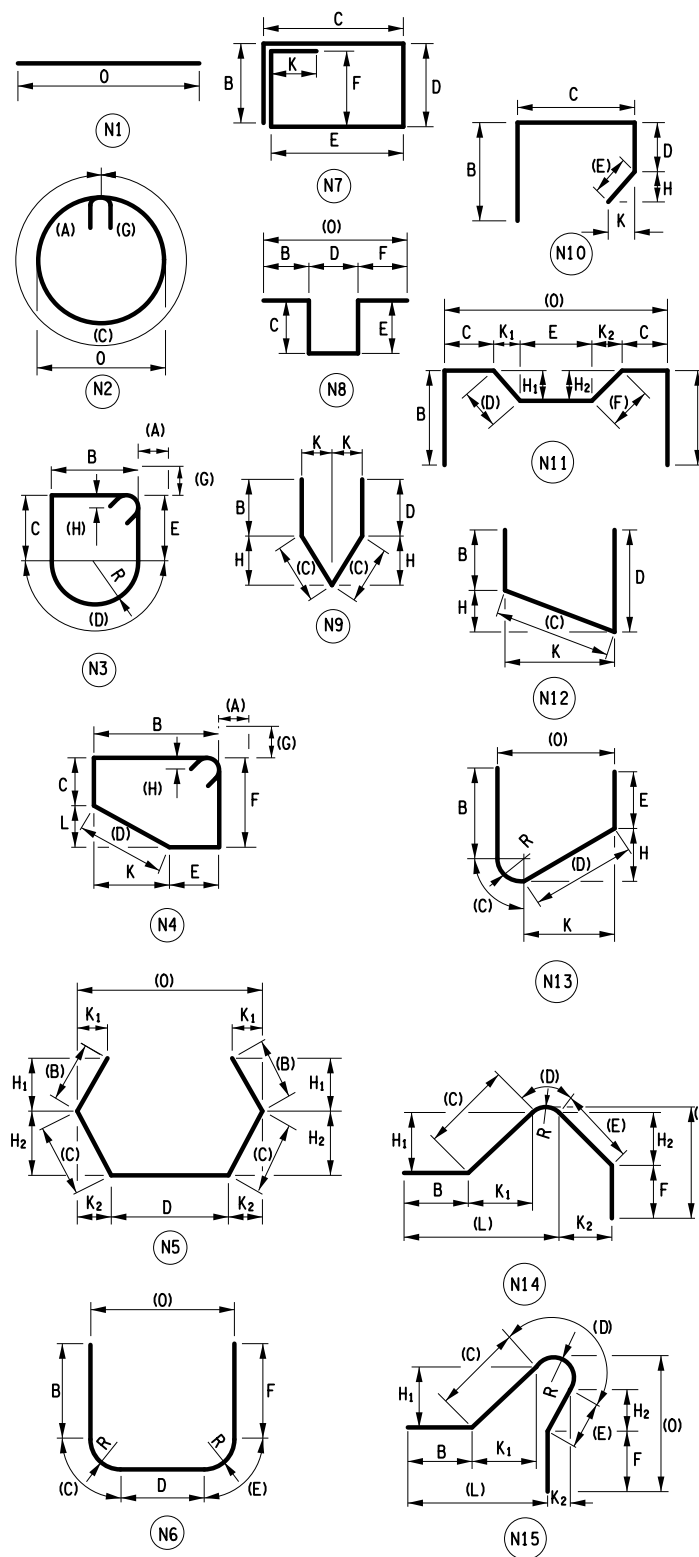 O
N1
(A) (G)
(C)
O
N2
(A)
B
(G)
C
(H)
E
R
(D)
N3
(A)
B
(G)
C
(H)
F
L
(D)
K E
N4
(O)
K1 K1
H1 (B) (B) H1
H2 (C) (C) H2
K2 D K2
N5
(O)
B F
R R
(C) D (E)
N6
C
B K F D
E
N7
(O)
B D F
C E
N8
K K
B D
H (C) (C) H
N9
C
B D
(E)
H
K
N10
(O)
C K1 E K2 C
B (D) H1 H2 (F)
N11
B D
H (C)
K
N12
(O)
B E
R
(D) H
(C)
K
N13
(D)
(C) (E)
H1 R H2
B K1 F
(L) K2
N14
(D)
(C)
H1 R H2 (O)
(E)
B K1 F
(L) K2
N15